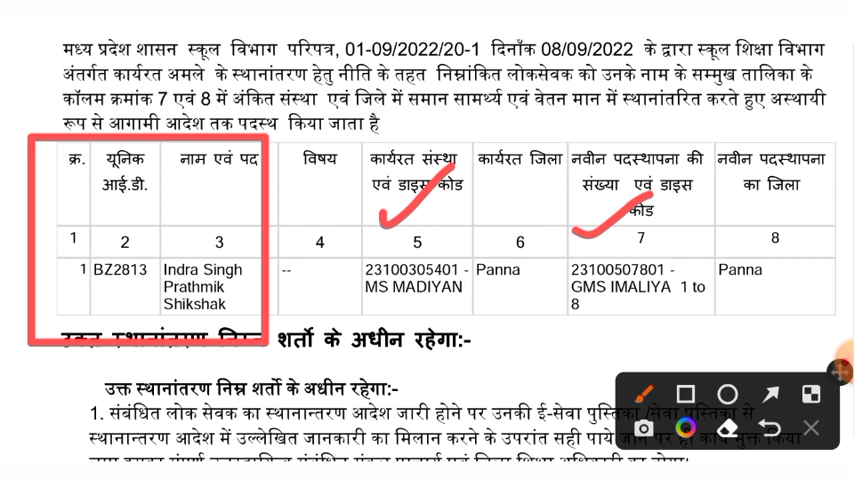 मध्य प्रदेश शासन स्कूल विभाग परिपत्र, 01-09/2022/20-1 दिनाँक 08/09/2022 के द्वारा स्कूल शिक्षा विभाग
अंतर्गत कार्यरत अमले के स्थानांतरण हेतु नीति के तहत निम्नांकित लोकसेवक को उनके नाम के सम्मुख तालिका के
कॉलम क्रमांक 7 एवं 8 में अंकित संस्था एवं जिले में समान सामर्थ्य एवं वेतन मान में स्थानांतरित करते हुए अस्थायी
रूप से आगामी आदेश तक पदस्थ किया जाता है
क्र. यूनिक आई.डी. नाम एवं पद विषय कार्यरत संस्था एवं डाइस कोड कार्यरत जिला नवीन पदस्थापना की संख्या एवं डाइस कोड नवीन पदस्थापना का जिला
1 2 3 4 5 6 7 8
1 BZ2813 Indra Singh Prathmik Shikshak -- 23100305401 - MS MADIYAN Panna 23100507801 - GMS IMALIYA 1 to 8 Panna
उक्त स्थानांतरण निम्न शर्तो के अधीन रहेगा:-
उक्त स्थानांतरण निम्न शर्तो के अधीन रहेगा:-
1. संबंधित लोक सेवक का स्थानान्तरण आदेश जारी होने पर उनकी ई-सेवा पुस्तिका /सेवा पुस्तिका से
स्थानान्तरण आदेश में उल्लेखित जानकारी का मिलान करने के उपरांत सही पाये जाने पर ही कार्य मुक्त किया